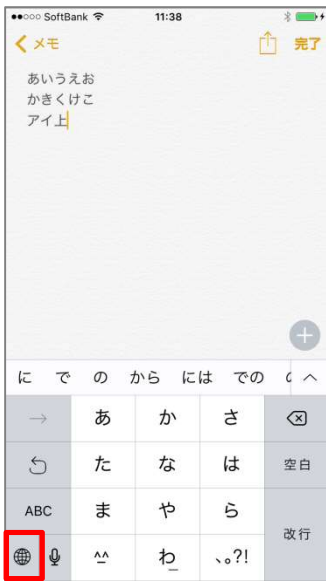 SoftBank 11:38
メモ 完了
あいうえお
かきくけこ
アイ上
に で の から には での
→ あ か さ
た な は 空白
ABC ま や ら
改行
^^ わ_ 、。?!